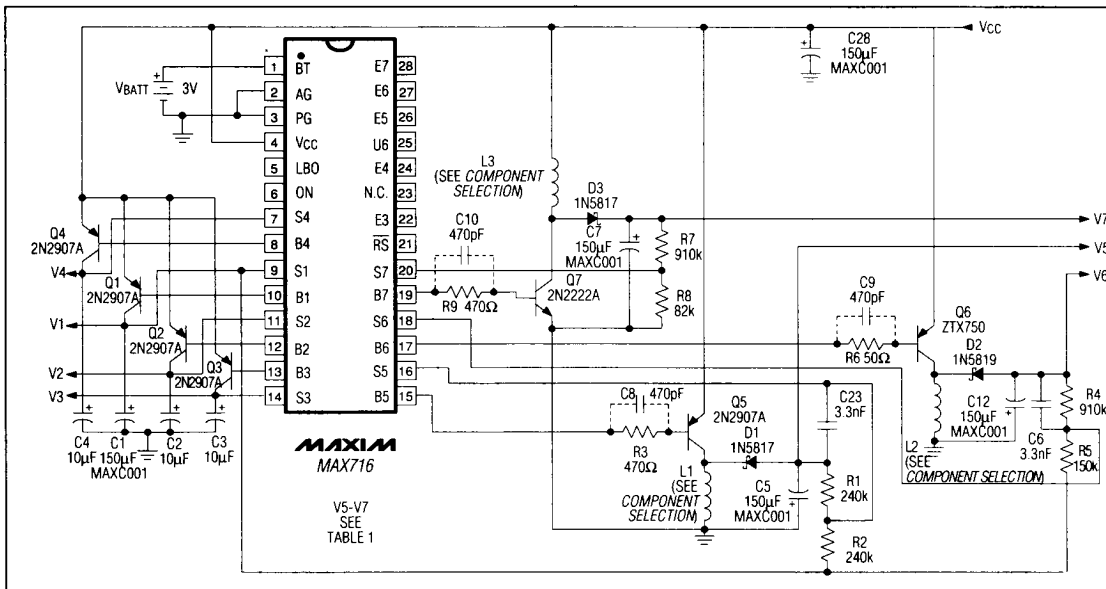 VCC
C28
150µF
MAXC001
VBATT
3V
1 BT
2 AG
3 PG
4 VCC
5 LBO
6 ON
7 S4
8 B4
9 S1
10 B1
11 S2
12 B2
13 B3
14 S3
E7 28
E6 27
E5 26
U6 25
E4 24
N.C. 23
E3 22
RS 21
S7 20
B7 19
S6 18
B6 17
S5 16
B5 15
MAXIM
MAX716
V5-V7
SEE
TABLE 1
Q4
2N2907A
V4
Q1
2N2907A
V1
Q2
2N2907A
V2
Q3
2N2907A
V3
C4
10µF
C1
150µF
MAXC001
C2
10µF
C3
10µF
L3
(SEE COMPONENT
SELECTION)
D3
1N5817
C10
470pF
C7
150µF
MAXC001
R7
910k
R9 470Ω
Q7
2N2222A
R8
82k
V7
V5
V6
C9
470pF
Q6
ZTX750
R6 50Ω
D2
1N5819
C12
150µF
MAXC001
C6
3.3nF
R4
910k
R5
150k
L2
(SEE
COMPONENT SELECTION)
C8 470pF
Q5
2N2907A
R3
470Ω
D1
1N5817
C23
3.3nF
L1
(SEE
COMPONENT
SELECTION)
C5
150µF
MAXC001
R1
240k
R2
240k